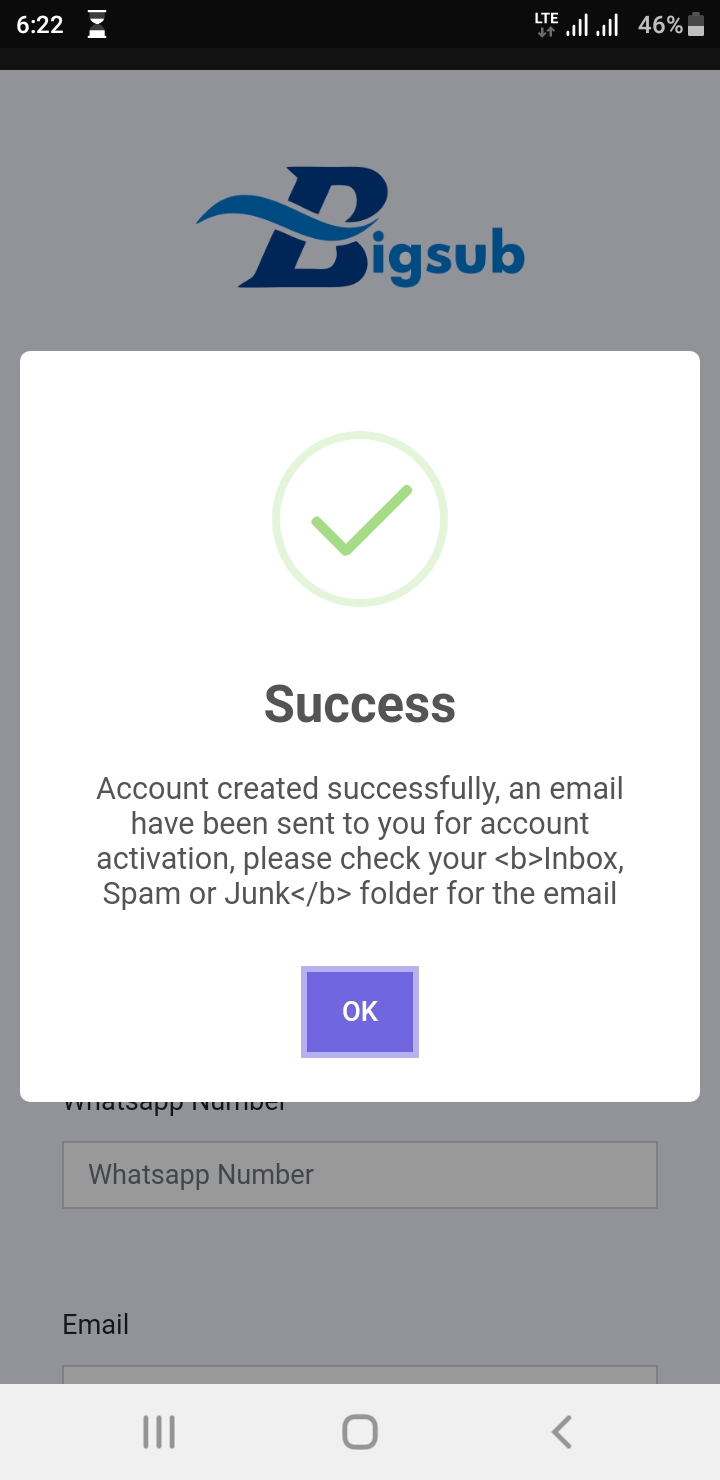 6:22 LTE 46%
Bigsub
Success
Account created successfully, an email
have been sent to you for account
activation, please check your <b>Inbox,
Spam or Junk</b> folder for the email
OK
Whatsapp Number
Whatsapp Number
Email